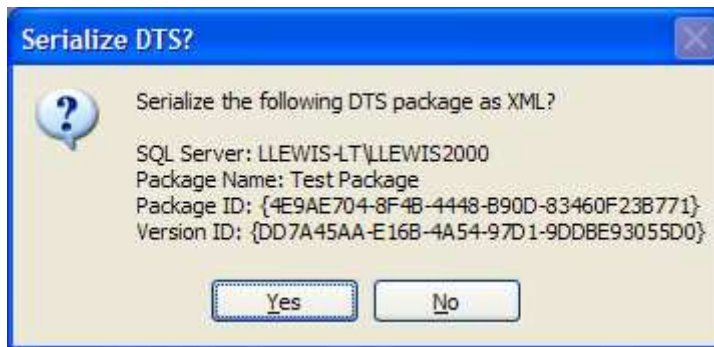 Serialize DTS?
Serialize the following DTS package as XML?
SQL Server: LLEWIS-LT\LLEWIS2000
Package Name: Test Package
Package ID: {4E9AE704-8F4B-4448-B90D-83460F23B771}
Version ID: {DD7A45AA-E16B-4A54-97D1-9DDBE93055D0}
Yes No